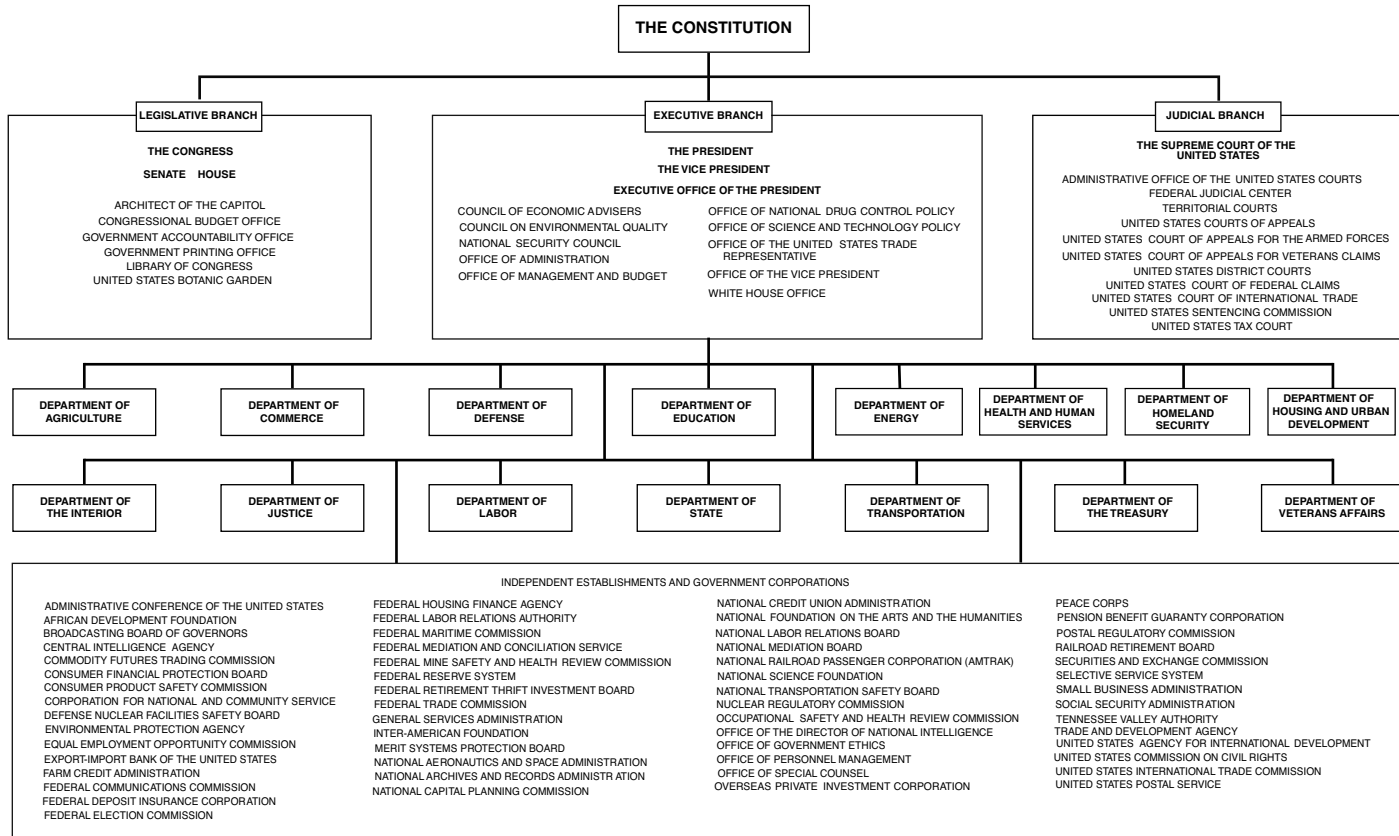 THE CONSTITUTION
LEGISLATIVE BRANCH
THE CONGRESS
SENATE HOUSE
ARCHITECT OF THE CAPITOL
CONGRESSIONAL BUDGET OFFICE
GOVERNMENT ACCOUNTABILITY OFFICE
GOVERNMENT PRINTING OFFICE
LIBRARY OF CONGRESS
UNITED STATES BOTANIC GARDEN
EXECUTIVE BRANCH
THE PRESIDENT
THE VICE PRESIDENT
EXECUTIVE OFFICE OF THE PRESIDENT
COUNCIL OF ECONOMIC ADVISERS
COUNCIL ON ENVIRONMENTAL QUALITY
NATIONAL SECURITY COUNCIL
OFFICE OF ADMINISTRATION
OFFICE OF MANAGEMENT AND BUDGET
OFFICE OF NATIONAL DRUG CONTROL POLICY
OFFICE OF SCIENCE AND TECHNOLOGY POLICY
OFFICE OF THE UNITED STATES TRADE
REPRESENTATIVE
OFFICE OF THE VICE PRESIDENT
WHITE HOUSE OFFICE
JUDICIAL BRANCH
THE SUPREME COURT OF THE
UNITED STATES
ADMINISTRATIVE OFFICE OF THE UNITED STATES COURTS
FEDERAL JUDICIAL CENTER
TERRITORIAL COURTS
UNITED STATES COURTS OF APPEALS
UNITED STATES COURT OF APPEALS FOR THE ARMED FORCES
UNITED STATES COURT OF APPEALS FOR VETERANS CLAIMS
UNITED STATES DISTRICT COURTS
UNITED STATES COURT OF FEDERAL CLAIMS
UNITED STATES COURT OF INTERNATIONAL TRADE
UNITED STATES SENTENCING COMMISSION
UNITED STATES TAX COURT
DEPARTMENT OF
AGRICULTURE
DEPARTMENT OF
COMMERCE
DEPARTMENT OF
DEFENSE
DEPARTMENT OF
EDUCATION
DEPARTMENT OF
ENERGY
DEPARTMENT OF
HEALTH AND HUMAN
SERVICES
DEPARTMENT OF
HOMELAND
SECURITY
DEPARTMENT OF
HOUSING AND URBAN
DEVELOPMENT
DEPARTMENT OF
THE INTERIOR
DEPARTMENT OF
JUSTICE
DEPARTMENT OF
LABOR
DEPARTMENT OF
STATE
DEPARTMENT OF
TRANSPORTATION
DEPARTMENT OF
THE TREASURY
DEPARTMENT OF
VETERANS AFFAIRS
INDEPENDENT ESTABLISHMENTS AND GOVERNMENT CORPORATIONS
ADMINISTRATIVE CONFERENCE OF THE UNITED STATES
AFRICAN DEVELOPMENT FOUNDATION
BROADCASTING BOARD OF GOVERNORS
CENTRAL INTELLIGENCE AGENCY
COMMODITY FUTURES TRADING COMMISSION
CONSUMER FINANCIAL PROTECTION BOARD
CONSUMER PRODUCT SAFETY COMMISSION
CORPORATION FOR NATIONAL AND COMMUNITY SERVICE
DEFENSE NUCLEAR FACILITIES SAFETY BOARD
ENVIRONMENTAL PROTECTION AGENCY
EQUAL EMPLOYMENT OPPORTUNITY COMMISSION
EXPORT-IMPORT BANK OF THE UNITED STATES
FARM CREDIT ADMINISTRATION
FEDERAL COMMUNICATIONS COMMISSION
FEDERAL DEPOSIT INSURANCE CORPORATION
FEDERAL ELECTION COMMISSION
FEDERAL HOUSING FINANCE AGENCY
FEDERAL LABOR RELATIONS AUTHORITY
FEDERAL MARITIME COMMISSION
FEDERAL MEDIATION AND CONCILIATION SERVICE
FEDERAL MINE SAFETY AND HEALTH REVIEW COMMISSION
FEDERAL RESERVE SYSTEM
FEDERAL RETIREMENT THRIFT INVESTMENT BOARD
FEDERAL TRADE COMMISSION
GENERAL SERVICES ADMINISTRATION
INTER-AMERICAN FOUNDATION
MERIT SYSTEMS PROTECTION BOARD
NATIONAL AERONAUTICS AND SPACE ADMINISTRATION
NATIONAL ARCHIVES AND RECORDS ADMINISTRATION
NATIONAL CAPITAL PLANNING COMMISSION
NATIONAL CREDIT UNION ADMINISTRATION
NATIONAL FOUNDATION ON THE ARTS AND THE HUMANITIES
NATIONAL LABOR RELATIONS BOARD
NATIONAL MEDIATION BOARD
NATIONAL RAILROAD PASSENGER CORPORATION (AMTRAK)
NATIONAL SCIENCE FOUNDATION
NATIONAL TRANSPORTATION SAFETY BOARD
NUCLEAR REGULATORY COMMISSION
OCCUPATIONAL SAFETY AND HEALTH REVIEW COMMISSION
OFFICE OF THE DIRECTOR OF NATIONAL INTELLIGENCE
OFFICE OF GOVERNMENT ETHICS
OFFICE OF PERSONNEL MANAGEMENT
OFFICE OF SPECIAL COUNSEL
OVERSEAS PRIVATE INVESTMENT CORPORATION
PEACE CORPS
PENSION BENEFIT GUARANTY CORPORATION
POSTAL REGULATORY COMMISSION
RAILROAD RETIREMENT BOARD
SECURITIES AND EXCHANGE COMMISSION
SELECTIVE SERVICE SYSTEM
SMALL BUSINESS ADMINISTRATION
SOCIAL SECURITY ADMINISTRATION
TENNESSEE VALLEY AUTHORITY
TRADE AND DEVELOPMENT AGENCY
UNITED STATES AGENCY FOR INTERNATIONAL DEVELOPMENT
UNITED STATES COMMISSION ON CIVIL RIGHTS
UNITED STATES INTERNATIONAL TRADE COMMISSION
UNITED STATES POSTAL SERVICE